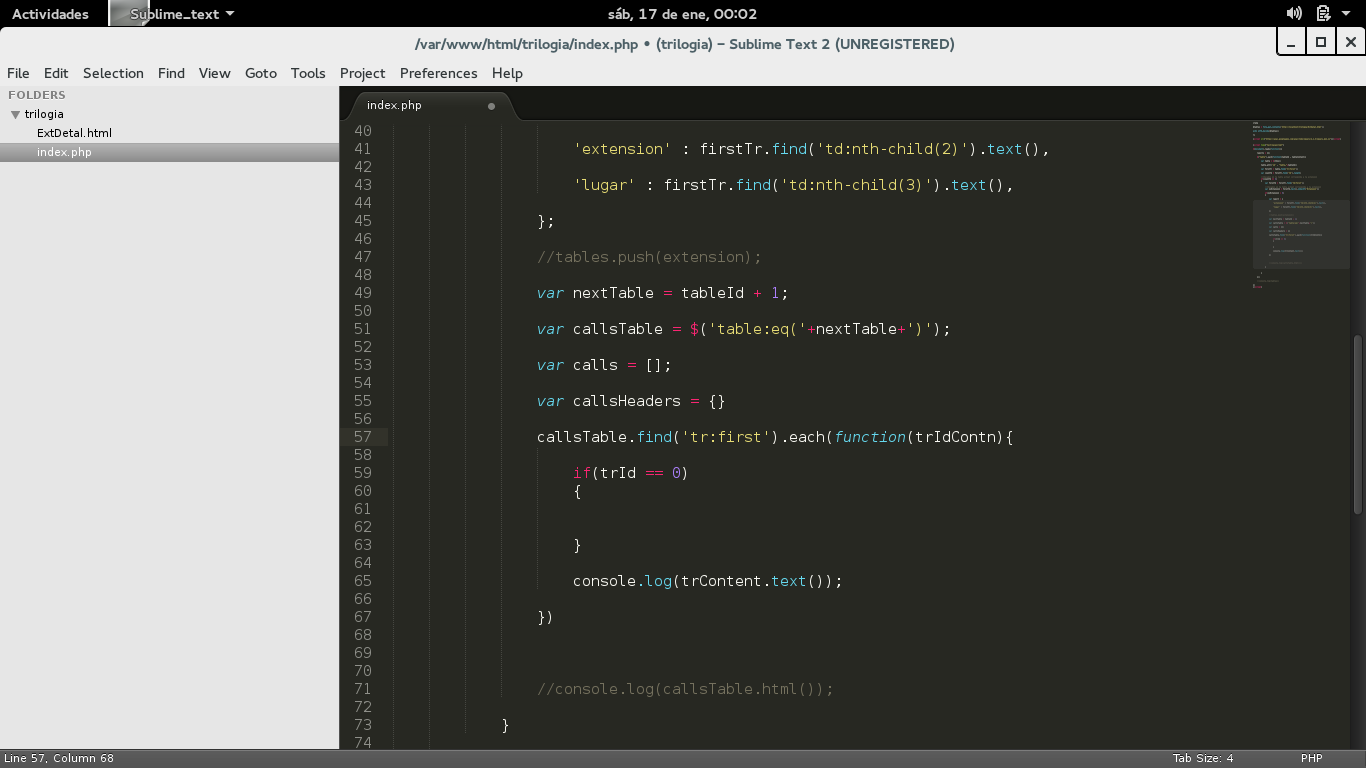 Actividades Sublime_text sáb, 17 de ene, 00:02
/var/www/html/trilogia/index.php • (trilogia) – Sublime Text 2 (UNREGISTERED)
File Edit Selection Find View Goto Tools Project Preferences Help
FOLDERS
trilogia
ExtDetal.html
index.php
index.php
40
41 'extension' : firstTr.find('td:nth-child(2)').text(),
42
43 'lugar' : firstTr.find('td:nth-child(3)').text(),
44
45 };
46
47 //tables.push(extension);
48
49 var nextTable = tableId + 1;
50
51 var callsTable = $('table:eq('+nextTable+')');
52
53 var calls = [];
54
55 var callsHeaders = {}
56
57 callsTable.find('tr:first').each(function(trIdContn){
58
59 if(trId == 0)
60 {
61
62
63 }
64
65 console.log(trContent.text());
66
67 })
68
69
70
71 //console.log(callsTable.html());
72
73 }
74
Line 57, Column 68 Tab Size: 4 PHP